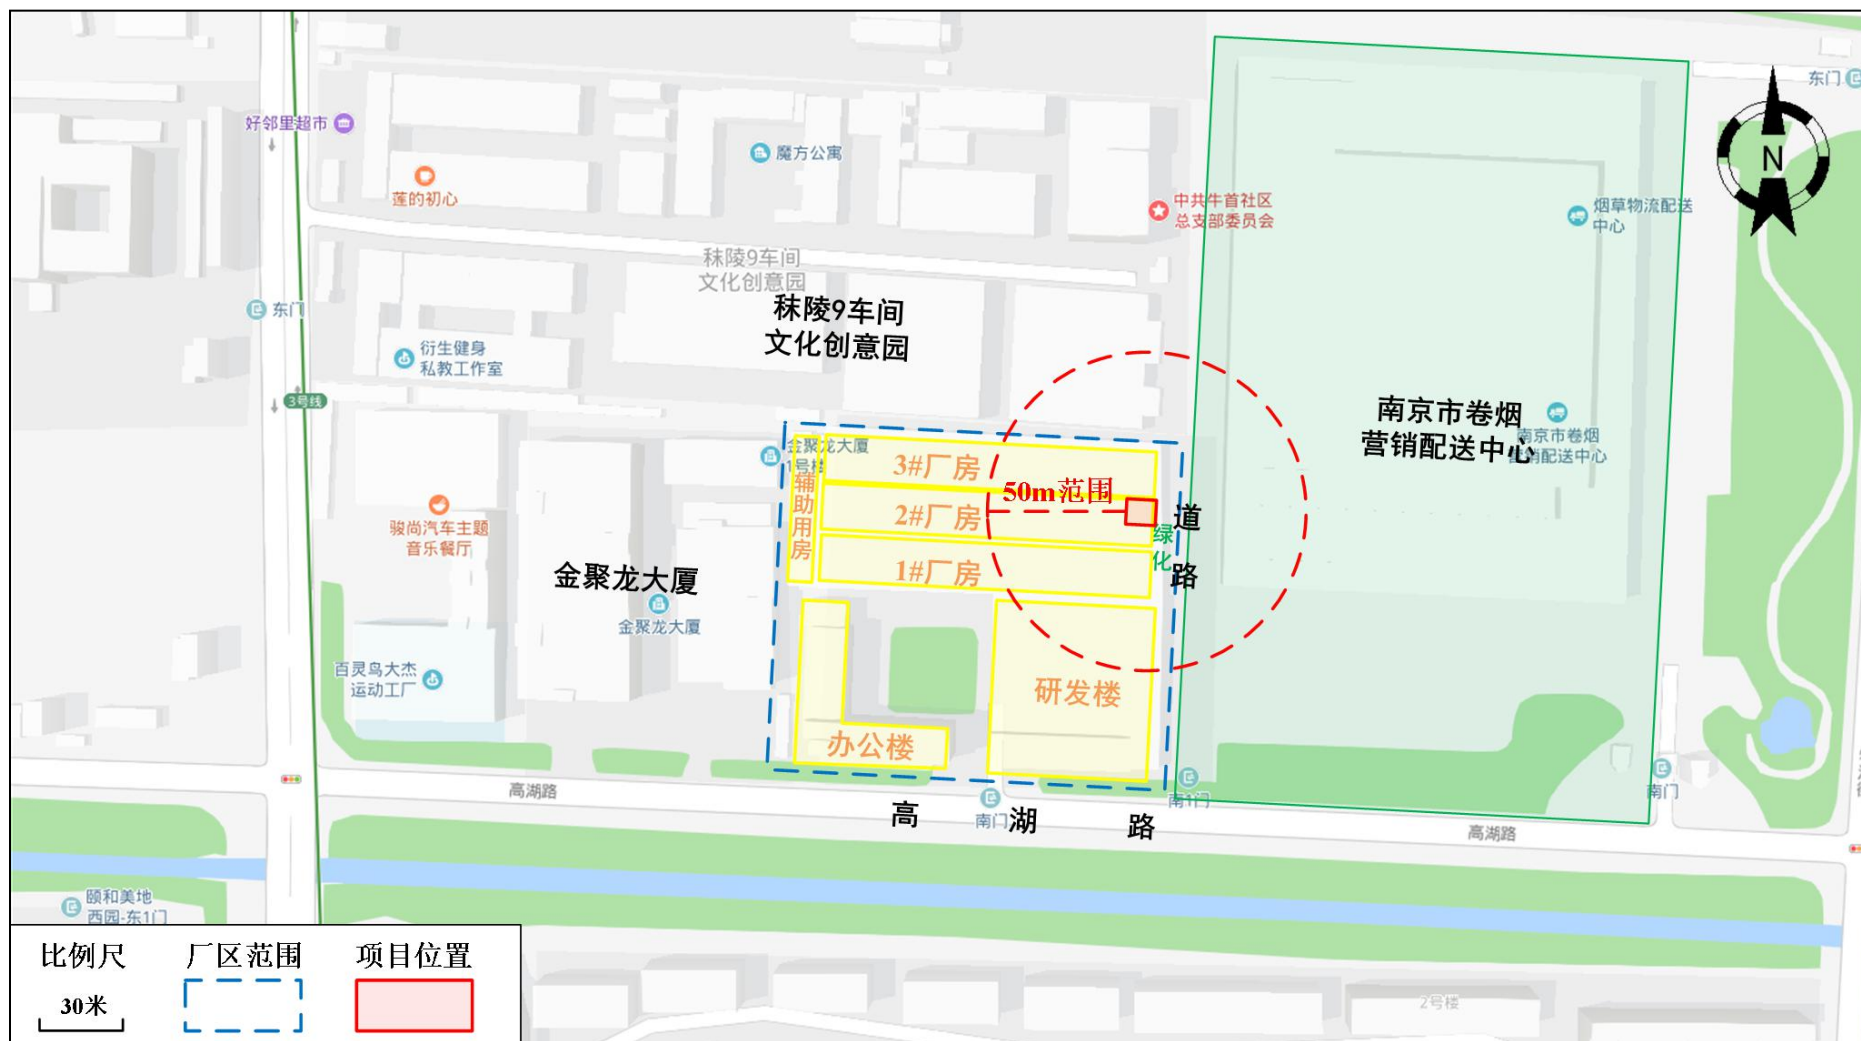 东门
好邻里超市
N
魔方公寓
莲的初心
中共牛首社区
总支部委员会
烟草物流配送
中心
秣陵9车间
文化创意园
秣陵9车间
文化创意园
东门
衍生健身
私教工作室
3号线
南京市卷烟
营销配送中心
南京市卷烟
营销配送中心
金聚龙大厦
1号楼
3#厂房
辅助用房
50m范围
2#厂房
道路
绿化
骏尚汽车主题
音乐餐厅
1#厂房
金聚龙大厦
金聚龙大厦
百灵鸟大杰
运动工厂
研发楼
办公楼
高湖路
南门
南1门
南门
高湖路
高湖路
颐和美地
西园-东1门
比例尺
厂区范围
项目位置
30米
2号楼